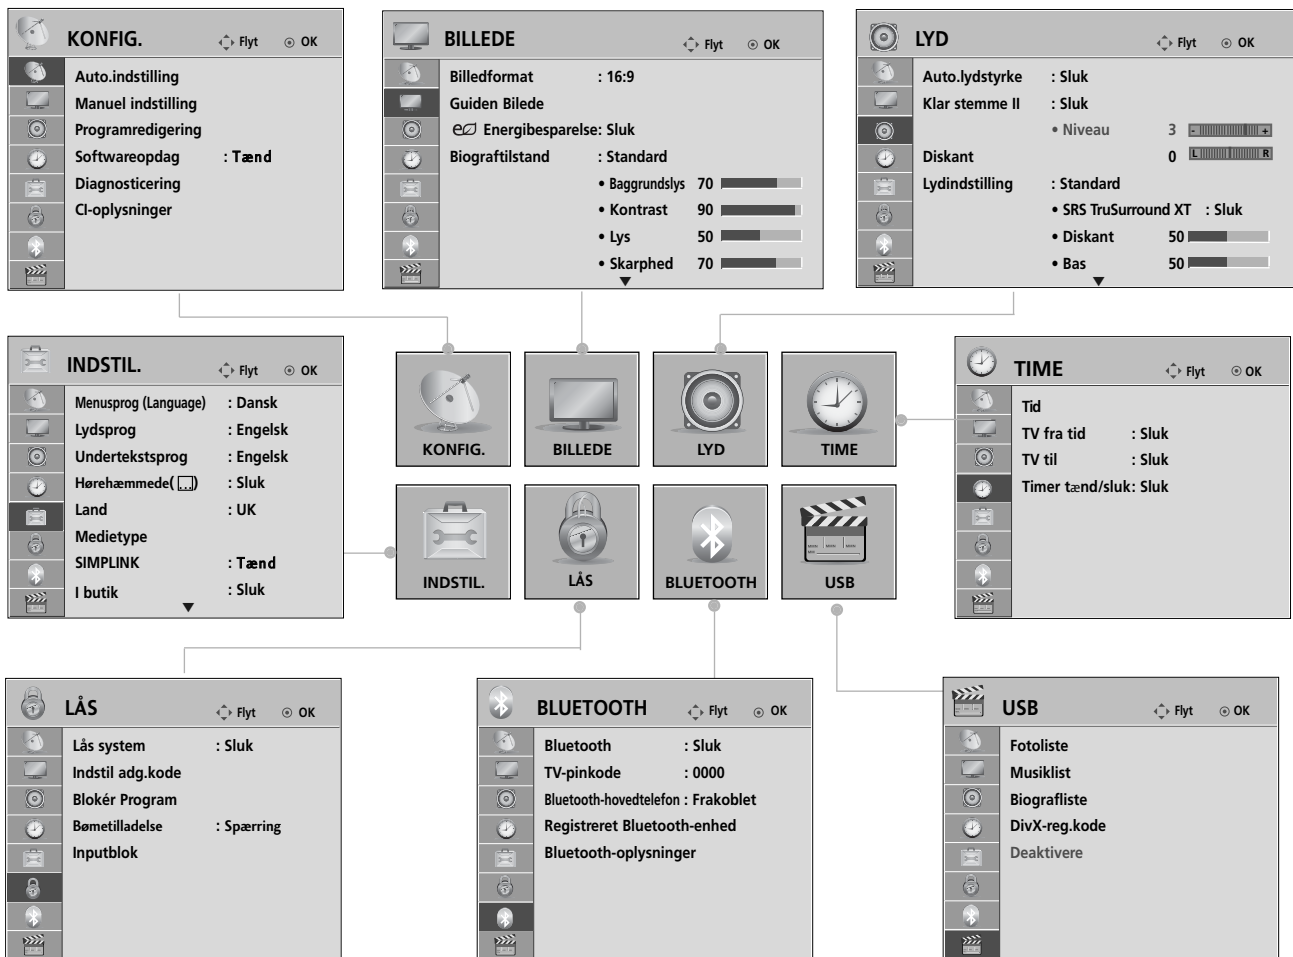 KONFIG. Flyt OK
Auto.indstilling
Manuel indstilling
Programredigering
Softwareopdag : Tænd
Diagnosticering
CI-oplysninger
BILLEDE Flyt OK
Billedformat : 16:9
Guiden Bilede
Energibesparelse: Sluk
Biograftilstand : Standard
• Baggrundslys 70
• Kontrast 90
• Lys 50
• Skarphed 70
LYD Flyt OK
Auto.lydstyrke : Sluk
Klar stemme II : Sluk
• Niveau 3 - +
Diskant 0 L R
Lydindstilling : Standard
• SRS TruSurround XT : Sluk
• Diskant 50
• Bas 50
INDSTIL. Flyt OK
Menusprog (Language) : Dansk
Lydsprog : Engelsk
Undertekstsprog : Engelsk
Hørehæmmede( ) : Sluk
Land : UK
Medietype
SIMPLINK : Tænd
I butik : Sluk
KONFIG.
BILLEDE
LYD
TIME
INDSTIL.
LÅS
BLUETOOTH
USB
TIME Flyt OK
Tid
TV fra tid : Sluk
TV til : Sluk
Timer tænd/sluk: Sluk
LÅS Flyt OK
Lås system : Sluk
Indstil adg.kode
Blokér Program
Bømetilladelse : Spærring
Inputblok
BLUETOOTH Flyt OK
Bluetooth : Sluk
TV-pinkode : 0000
Bluetooth-hovedtelefon : Frakoblet
Registreret Bluetooth-enhed
Bluetooth-oplysninger
USB Flyt OK
Fotoliste
Musiklist
Biografliste
DivX-reg.kode
Deaktivere